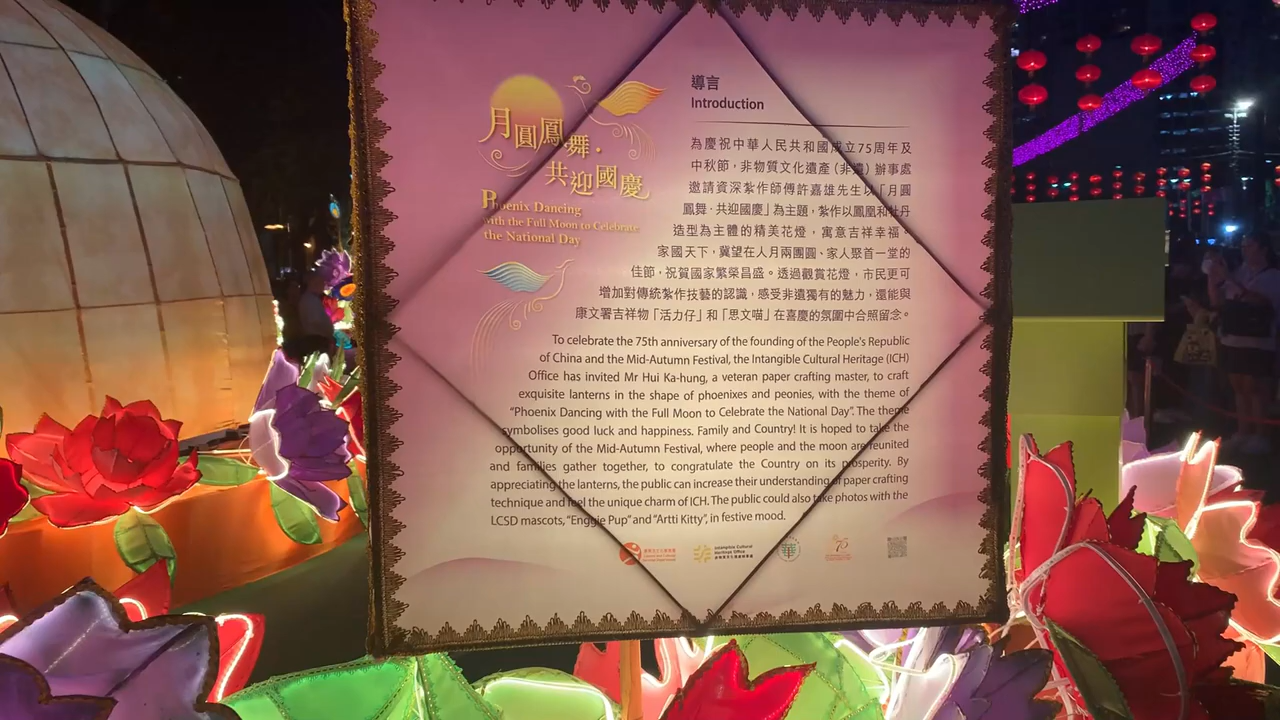 月圓鳳舞·
共迎國慶
Phoenix Dancing
with the Full Moon to Celebrate
the National Day
導言
Introduction
為慶祝中華人民共和國成立75周年及
中秋節，非物質文化遺產（非遺）辦事處
邀請資深紮作師傅許嘉雄先生以「月圓
鳳舞·共迎國慶」為主題，紮作以鳳凰和牡丹
造型為主體的精美花燈，寓意吉祥幸福。
家國天下，冀望在人月兩團圓、家人聚首一堂的
佳節，祝賀國家繁荣昌盛。透過觀賞花燈，市民更可
增加對傳統紮作技藝的認識，感受非遺獨有的魅力，還能與
康文署吉祥物「活力仔」和「思文喵」在喜慶的氛圍中合照留念。
To celebrate the 75th anniversary of the founding of the People's Republic
of China and the Mid-Autumn Festival, the Intangible Cultural Heritage (ICH)
Office has invited Mr Hui Ka-hung, a veteran paper crafting master, to craft
exquisite lanterns in the shape of phoenixes and peonies, with the theme of
"Phoenix Dancing with the Full Moon to Celebrate the National Day". The theme
symbolises good luck and happiness. Family and Country! It is hoped to take the
opportunity of the Mid-Autumn Festival, where people and the moon are reunited
and families gather together, to congratulate the Country on its prosperity. By
appreciating the lanterns, the public can increase their understanding of paper crafting
technique and feel the unique charm of ICH. The public could also take photos with the
LCSD mascots, "Enggie Pup" and "Artti Kitty", in festive mood.
Intangible Cultural
Heritage Office